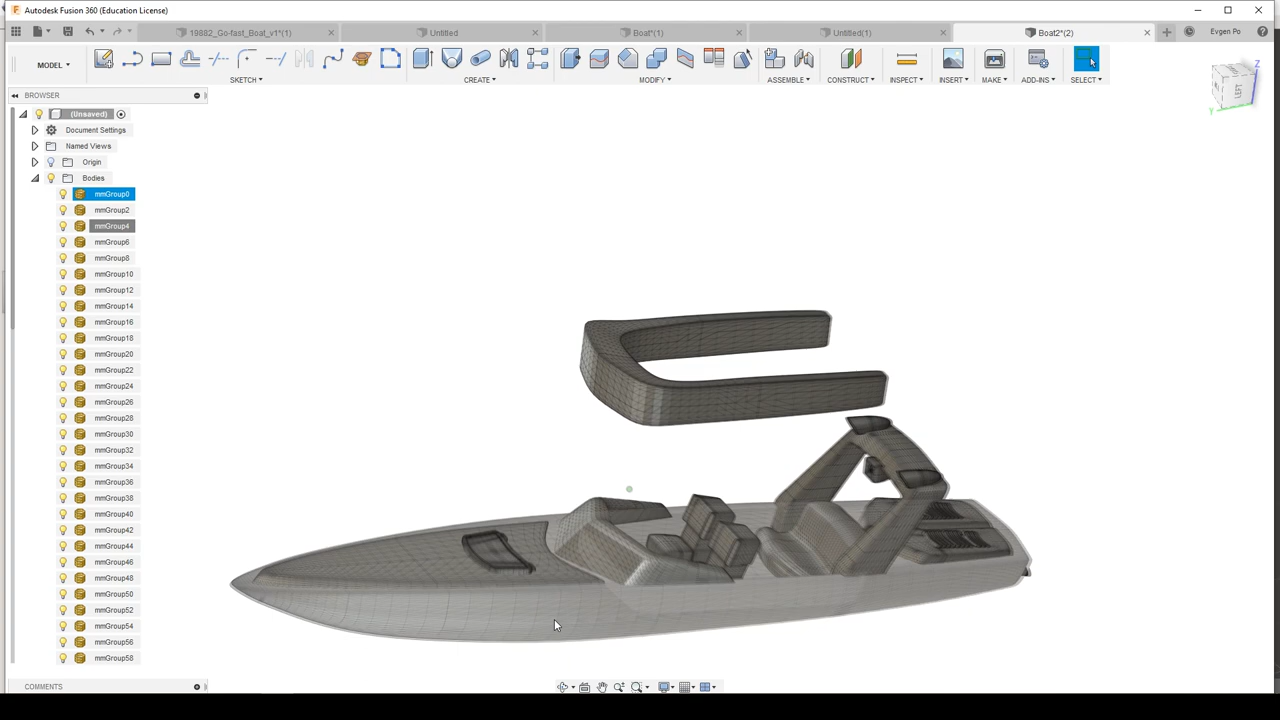 Autodesk Fusion 360 (Education License)
19882_Go-fast_Boat_v1*(1)
Untitled
Boat*(1)
Untitled(1)
Boat2*(2)
Evgen Po
MODEL
SKETCH
CREATE
MODIFY
ASSEMBLE
CONSTRUCT
INSPECT
INSERT
MAKE
ADD-INS
SELECT
BROWSER
(Unsaved)
Document Settings
Named Views
Origin
Bodies
mmGroup0
mmGroup2
mmGroup4
mmGroup6
mmGroup8
mmGroup10
mmGroup12
mmGroup14
mmGroup16
mmGroup18
mmGroup20
mmGroup22
mmGroup24
mmGroup26
mmGroup28
mmGroup30
mmGroup32
mmGroup34
mmGroup36
mmGroup38
mmGroup40
mmGroup42
mmGroup44
mmGroup46
mmGroup48
mmGroup50
mmGroup52
mmGroup54
mmGroup56
mmGroup58
Z
LEFT
Y
COMMENTS